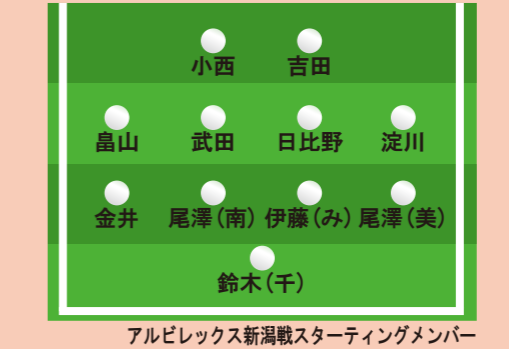 小西 吉田
畠山 武田 日比野 淀川
金井 尾澤(南) 伊藤(み) 尾澤(美)
鈴木(千)
アルビレックス新潟戦スターティングメンバー